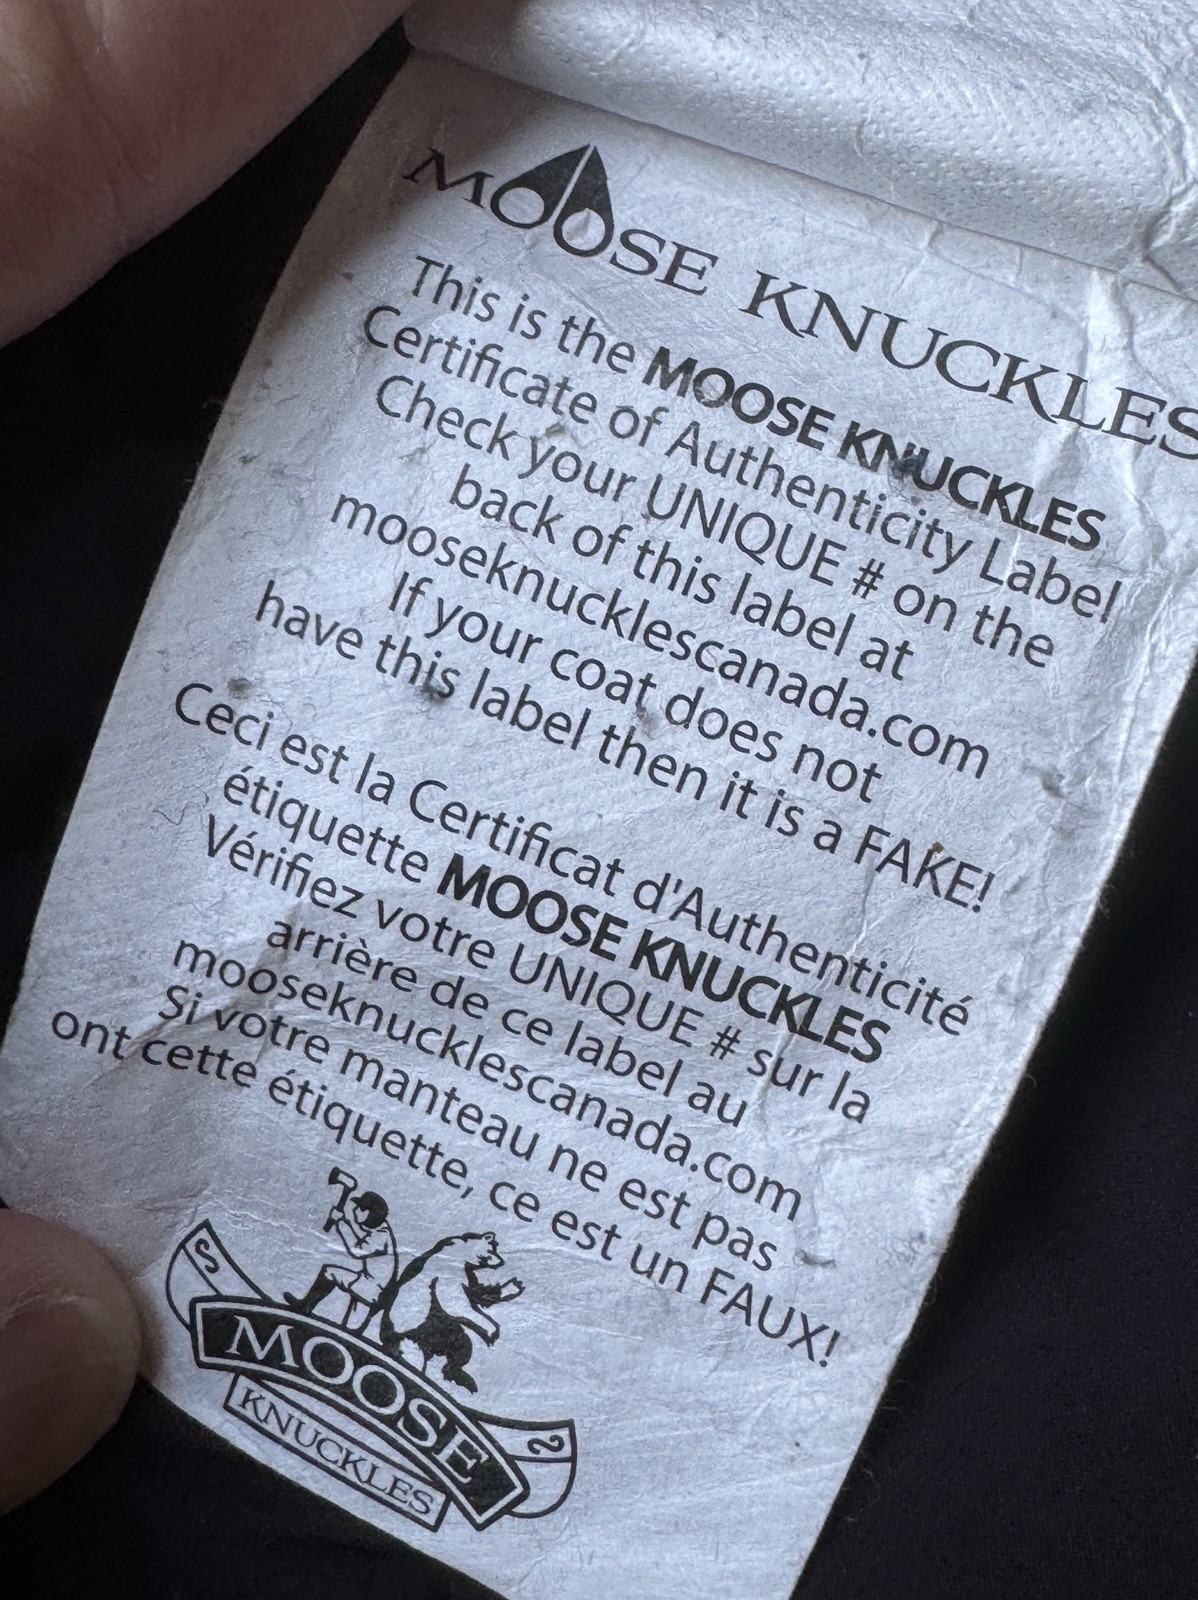 MOOSE KNUCKLES
This is the MOOSE KNUCKLES
Certificate of Authenticity Label
Check your UNIQUE # on the
back of this label at
mooseknucklescanada.com
If your coat does not
have this label then it is a FAKE!
Ceci est la Certificat d'Authenticité
étiquette MOOSE KNUCKLES
Vérifiez votre UNIQUE # sur la
arrière de ce label au
mooseknucklescanada.com
Si votre manteau ne est pas
ont cette étiquette, ce est un FAUX!
MOOSE
KNUCKLES